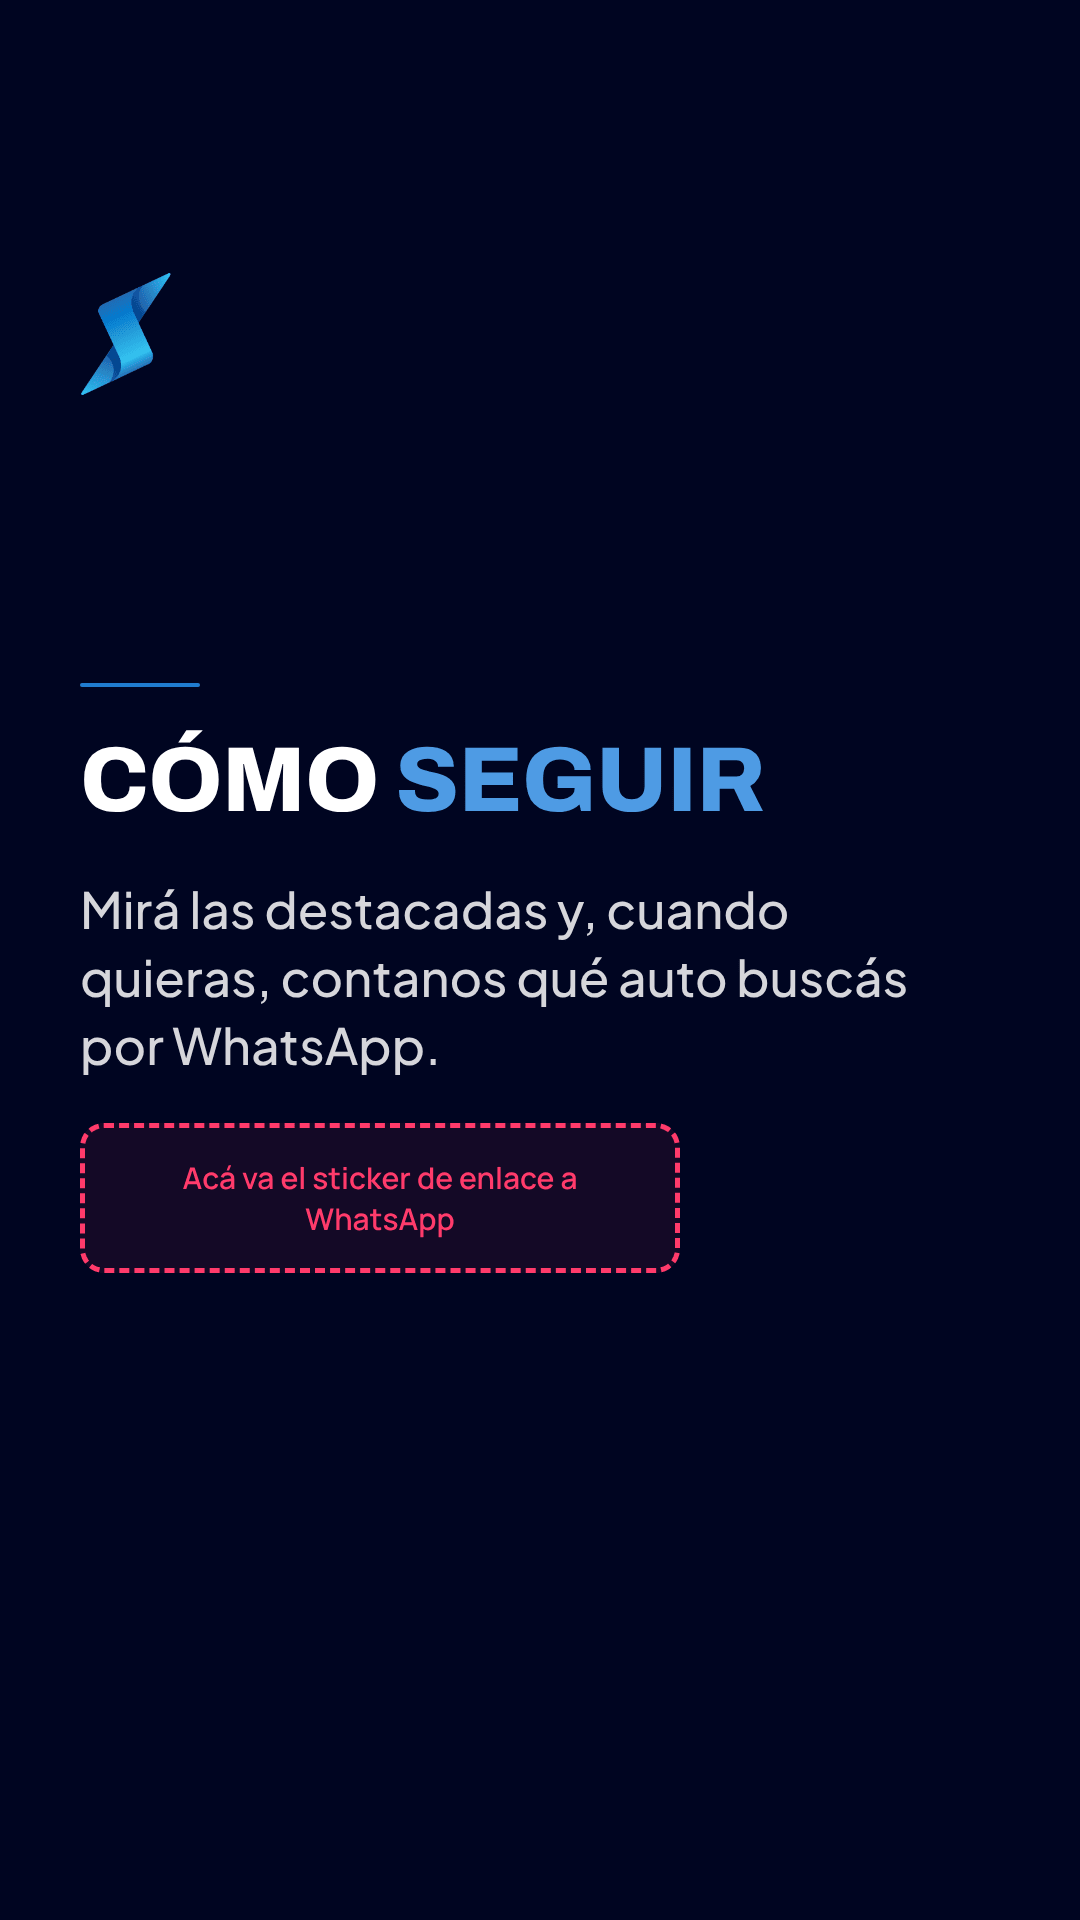 CÓMO SEGUIR
Mirá las destacadas y, cuando
quieras, contanos qué auto buscás
por WhatsApp.
Acá va el sticker de enlace a
WhatsApp